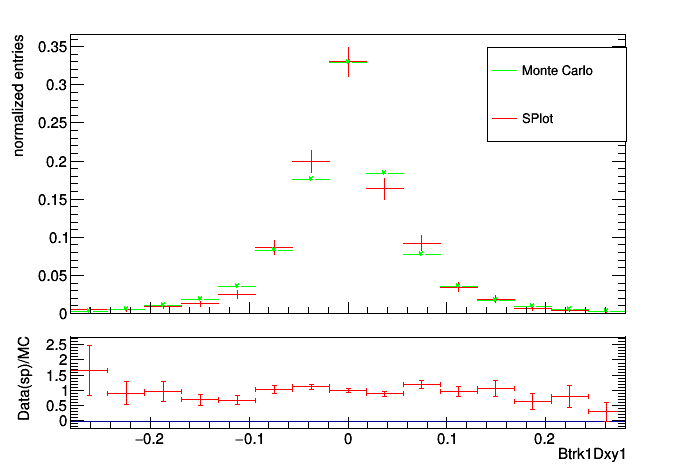 normalized entries
0.35
0.3
0.25
0.2
0.15
0.1
0.05
0
Monte Carlo
SPlot
Data(sp)/MC
2.5
2
1.5
1
0.5
0
−0.2 −0.1 0 0.1 0.2
Btrk1Dxy1